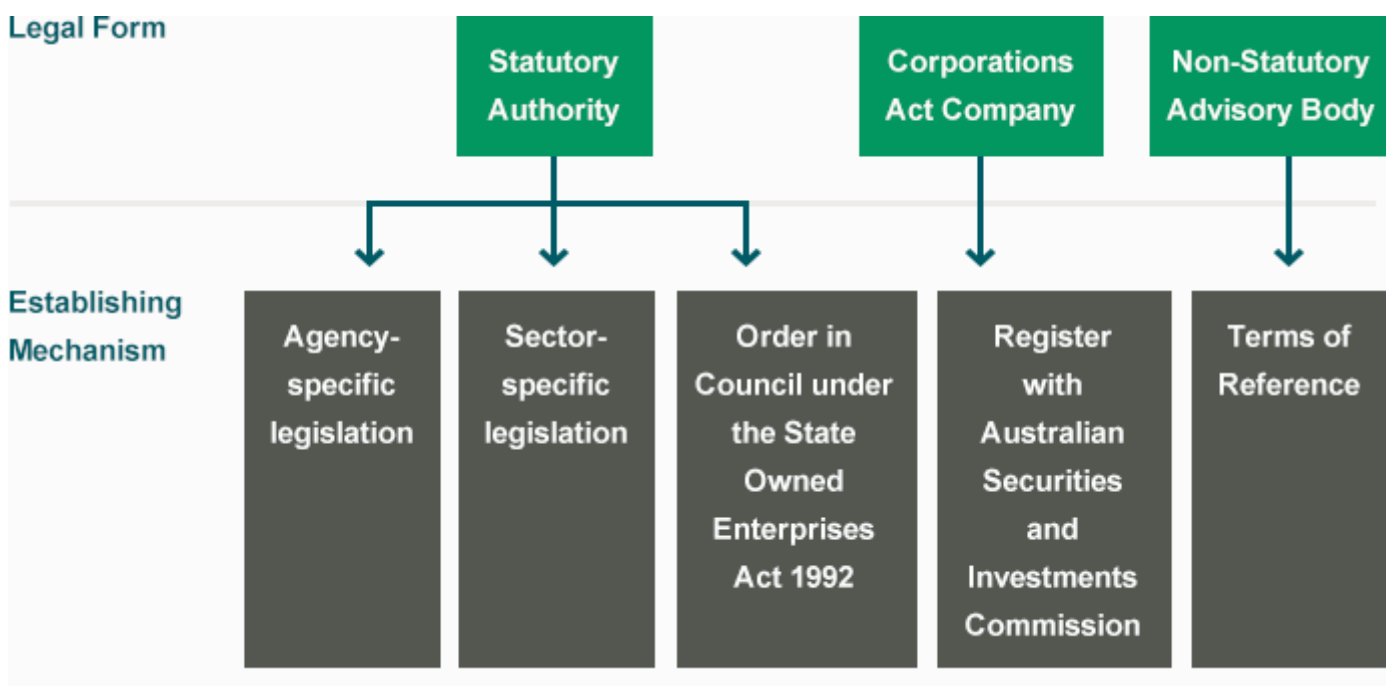 Legal Form
Statutory
Authority
Corporations
Act Company
Non-Statutory
Advisory Body
Establishing
Mechanism
Agency-
specific
legislation
Sector-
specific
legislation
Order in
Council under
the State
Owned
Enterprises
Act 1992
Register
with
Australian
Securities
and
Investments
Commission
Terms of
Reference